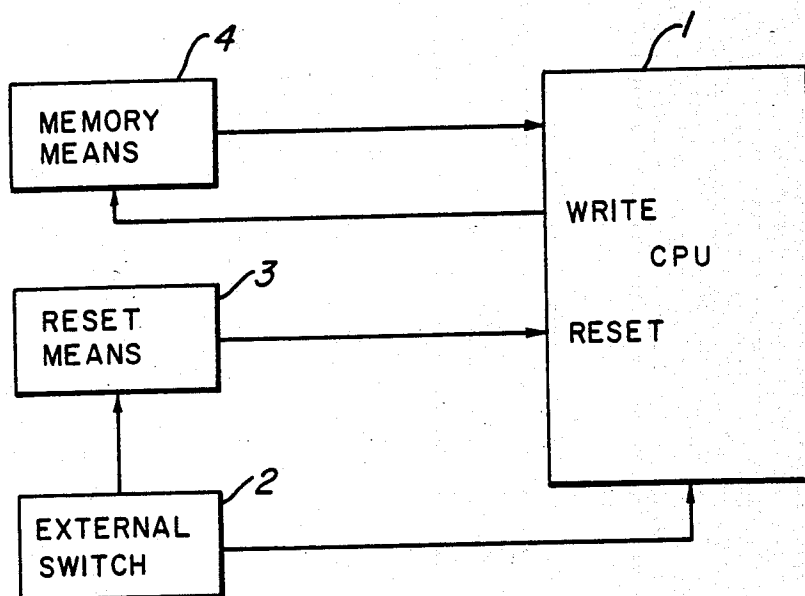 4
1
MEMORY
MEANS
WRITE
CPU
3
RESET
MEANS
RESET
2
EXTERNAL
SWITCH